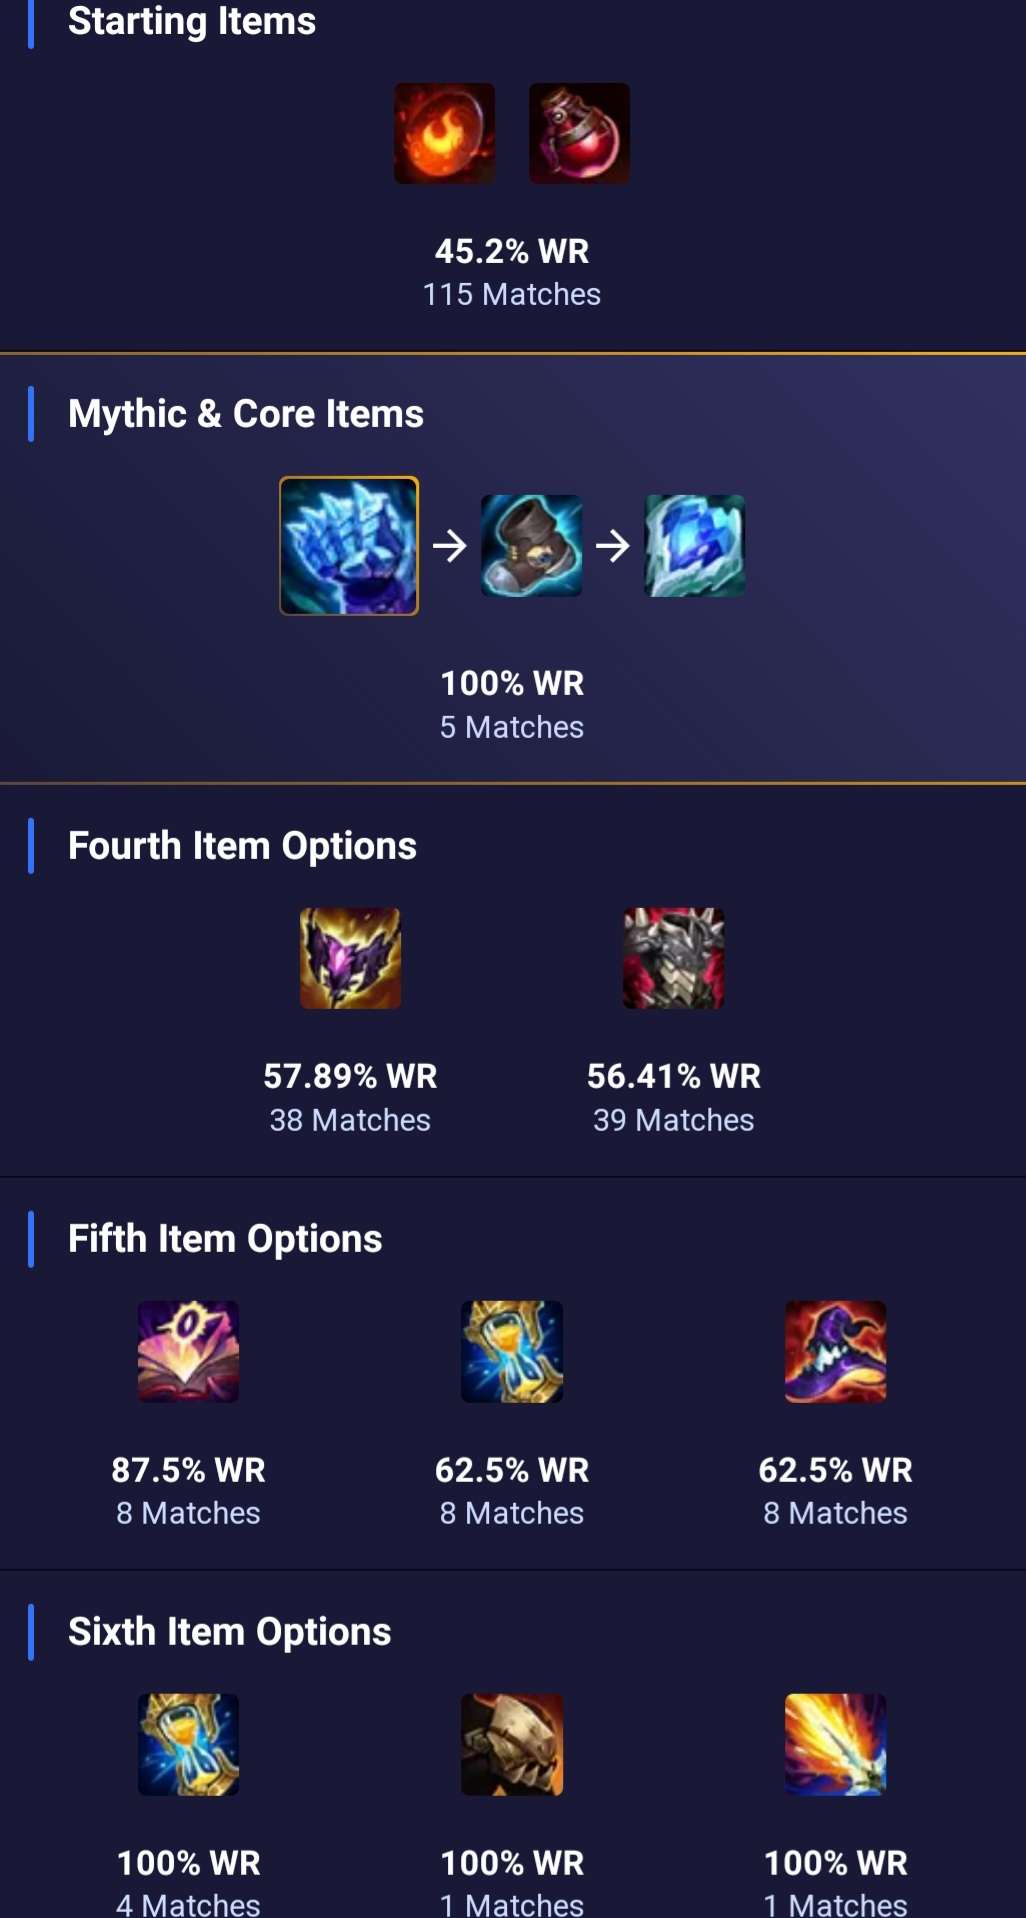 Starting Items
45.2% WR
115 Matches
Mythic & Core Items
100% WR
5 Matches
Fourth Item Options
57.89% WR 56.41% WR
38 Matches 39 Matches
Fifth Item Options
87.5% WR 62.5% WR 62.5% WR
8 Matches 8 Matches 8 Matches
Sixth Item Options
100% WR 100% WR 100% WR
4 Matches 1 Matches 1 Matches